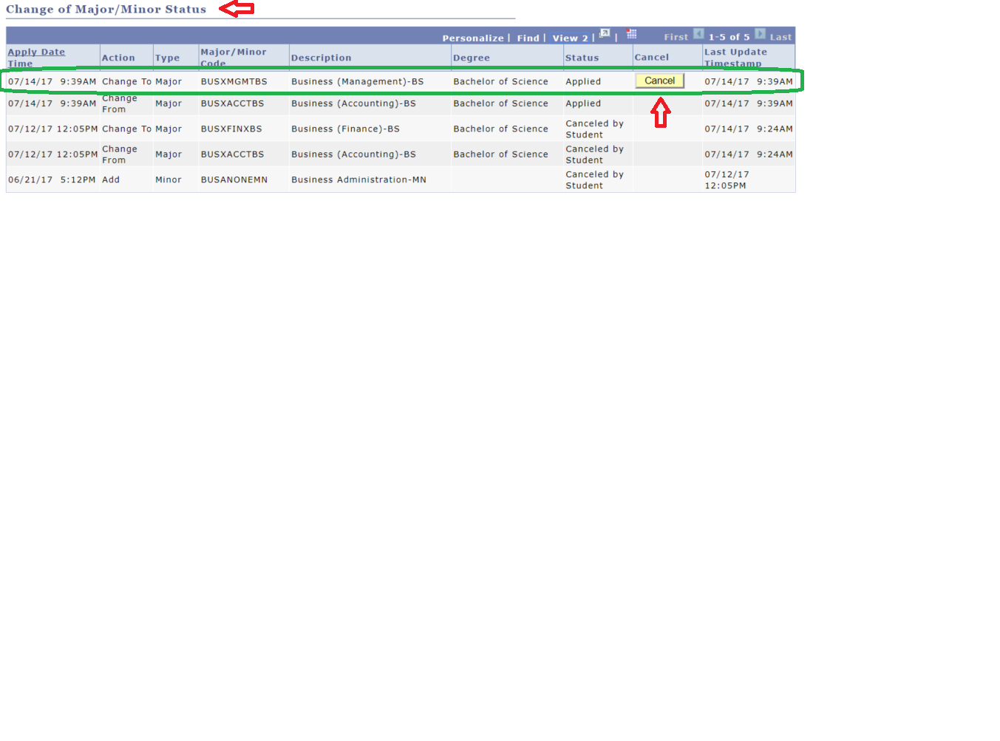 Change of Major/Minor Status
Personalize | Find | View 2 | | First 1-5 of 5 Last
Apply Date Time Action Type Major/Minor Code Description Degree Status Cancel Last Update Timestamp
07/14/17 9:39AM Change To Major BUSXMGMTBS Business (Management)-BS Bachelor of Science Applied Cancel 07/14/17 9:39AM
07/14/17 9:39AM Change From Major BUSXACCTBS Business (Accounting)-BS Bachelor of Science Applied 07/14/17 9:39AM
07/12/17 12:05PM Change To Major BUSXFINXBS Business (Finance)-BS Bachelor of Science Canceled by Student 07/14/17 9:24AM
07/12/17 12:05PM Change From Major BUSXACCTBS Business (Accounting)-BS Bachelor of Science Canceled by Student 07/14/17 9:24AM
06/21/17 5:12PM Add Minor BUSANONEMN Business Administration-MN Canceled by Student 07/12/17 12:05PM